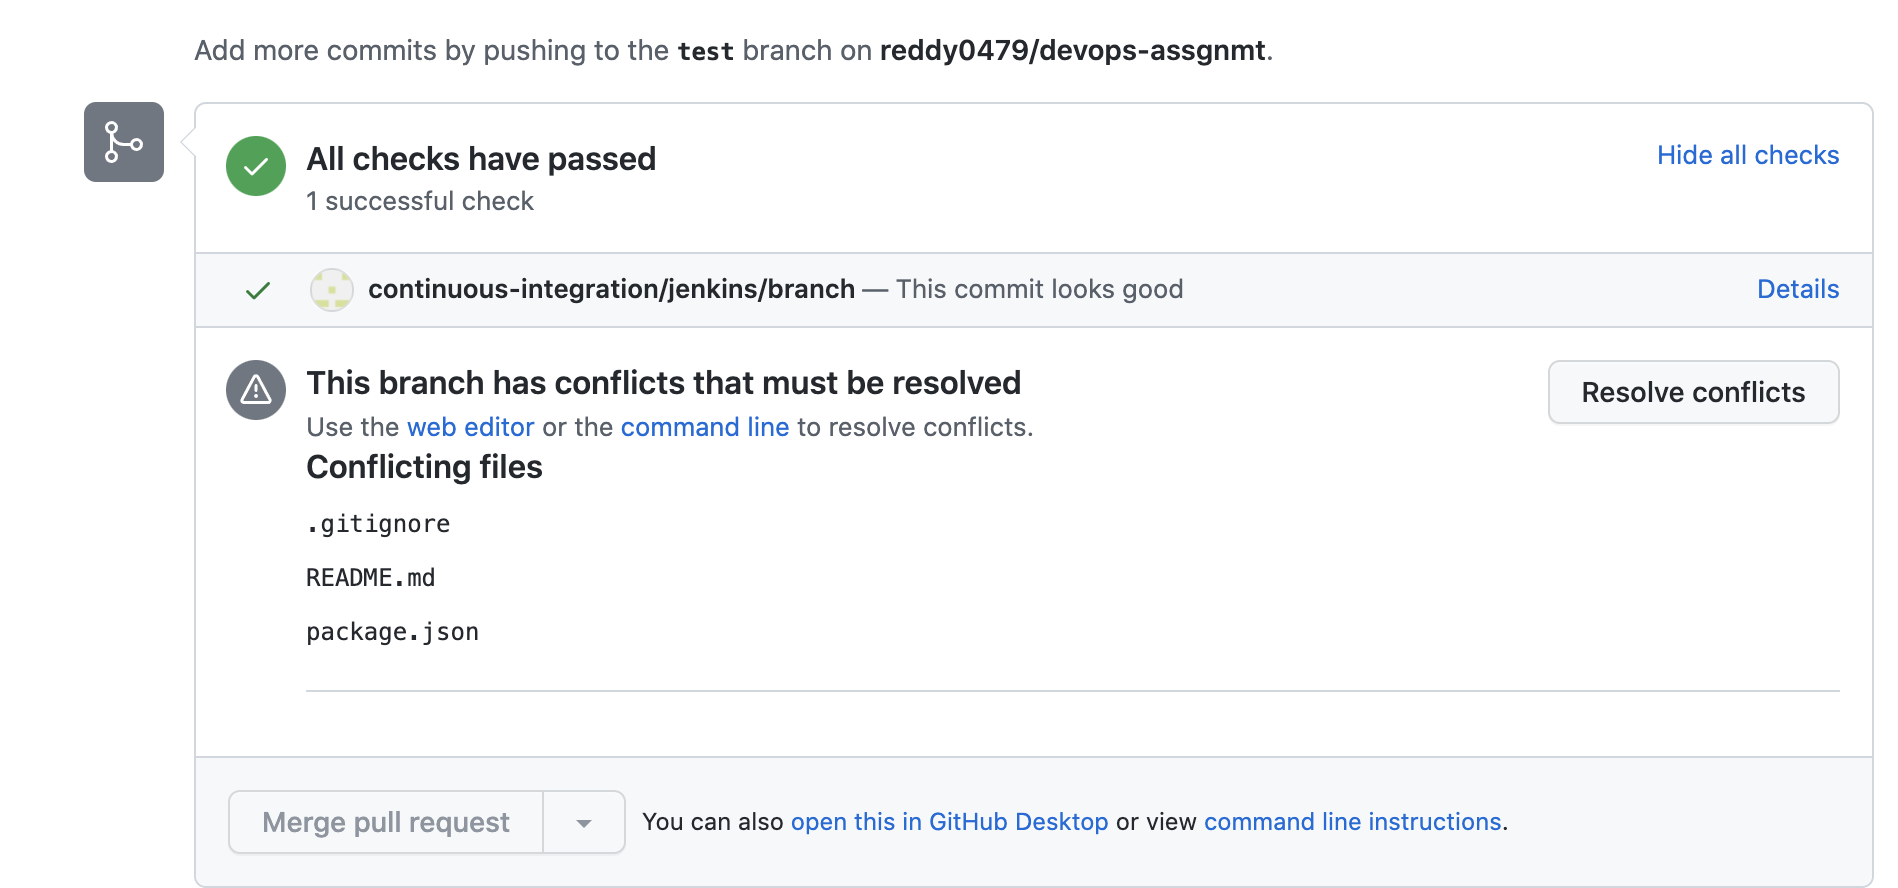 Add more commits by pushing to the test branch on reddy0479/devops-assgnmt.
All checks have passed
Hide all checks
1 successful check
continuous-integration/jenkins/branch — This commit looks good
Details
This branch has conflicts that must be resolved
Resolve conflicts
Use the web editor or the command line to resolve conflicts.
Conflicting files
.gitignore
README.md
package.json
Merge pull request
You can also open this in GitHub Desktop or view command line instructions.